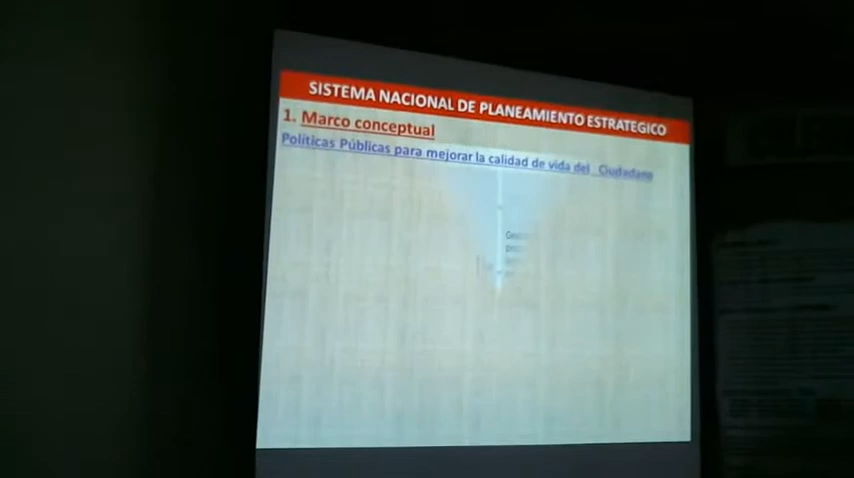 SISTEMA NACIONAL DE PLANEAMIENTO ESTRATEGICO
1. Marco conceptual
Políticas Públicas para mejorar la calidad de vida del Ciudadano